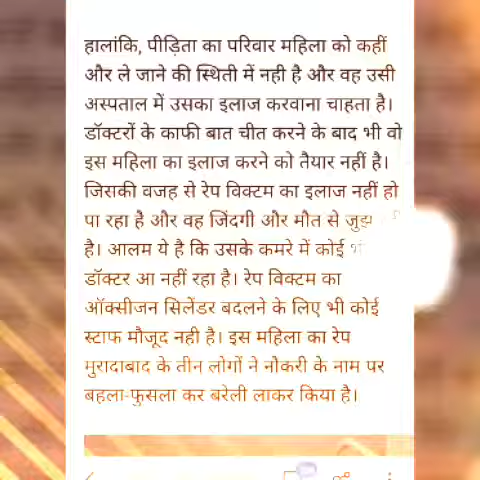 हालांकि, पीड़िता का परिवार महिला को कहीं
और ले जाने की स्थिती में नही है और वह उसी
अस्पताल में उसका इलाज करवाना चाहता है।
डॉक्टरों के काफी बात चीत करने के बाद भी वो
इस महिला का इलाज करने को तैयार नहीं है।
जिसकी वजह से रेप विक्टम का इलाज नहीं हो
पा रहा है और वह जिंदगी और मौत से जुझ
है। आलम ये है कि उसके कमरे में कोई
डॉक्टर आ नहीं रहा है। रेप विक्टम का
ऑक्सीजन सिलेंडर बदलने के लिए भी कोई
स्टाफ मौजूद नही है। इस महिला का रेप
मुरादाबाद के तीन लोगों ने नौकरी के नाम पर
बहला-फुसला कर बरेली लाकर किया है।